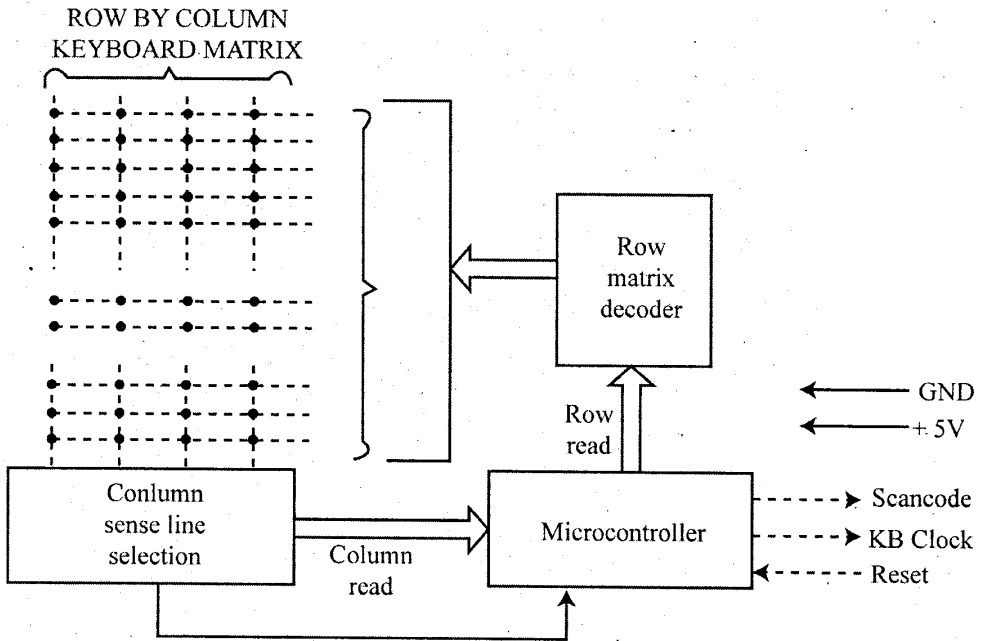 ROW BY COLUMN
KEYBOARD MATRIX
Row
matrix
decoder
GND
+ 5V
Row
read
Conlumn
sense line
selection
Column
read
Microcontroller
Scancode
KB Clock
Reset